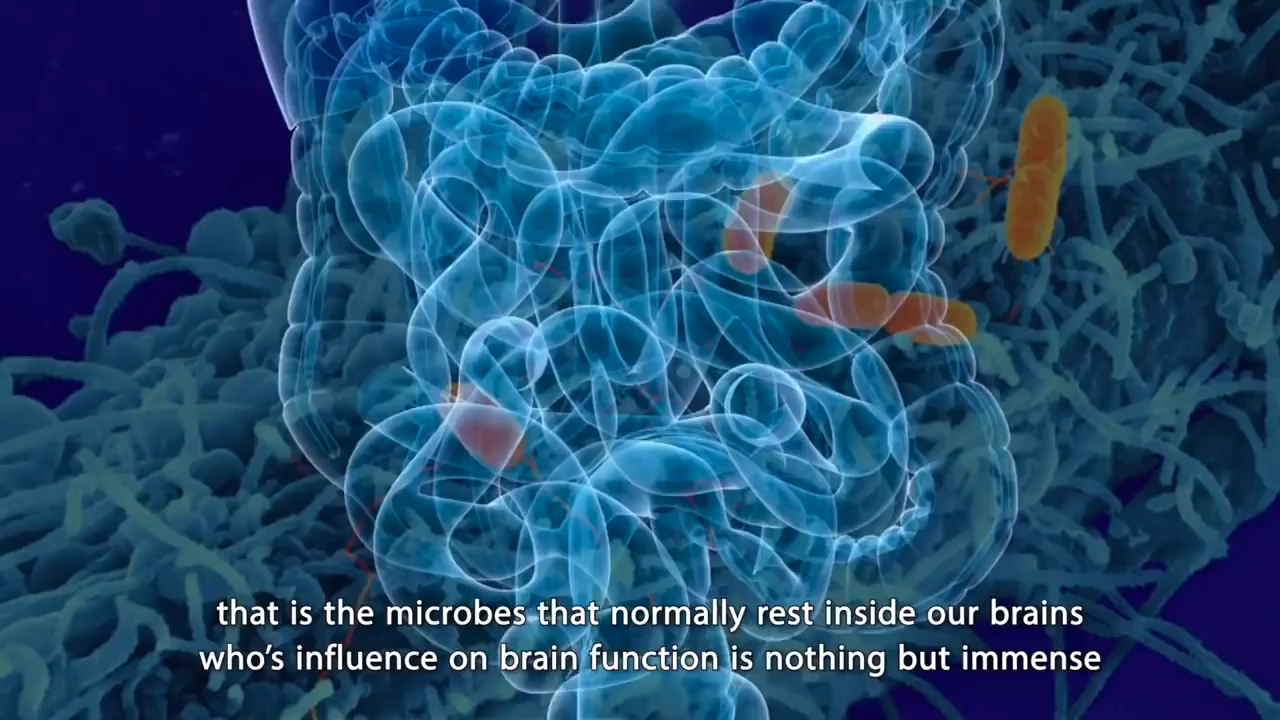 that is the microbes that normally rest inside our brains
who's influence on brain function is nothing but immense